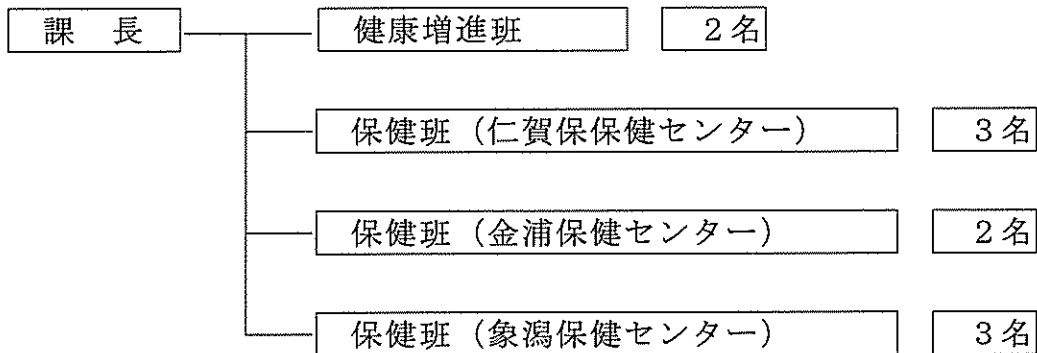 課　長　健康増進班　２名
保健班（仁賀保保健センター）　３名
保健班（金浦保健センター）　２名
保健班（象潟保健センター）　３名